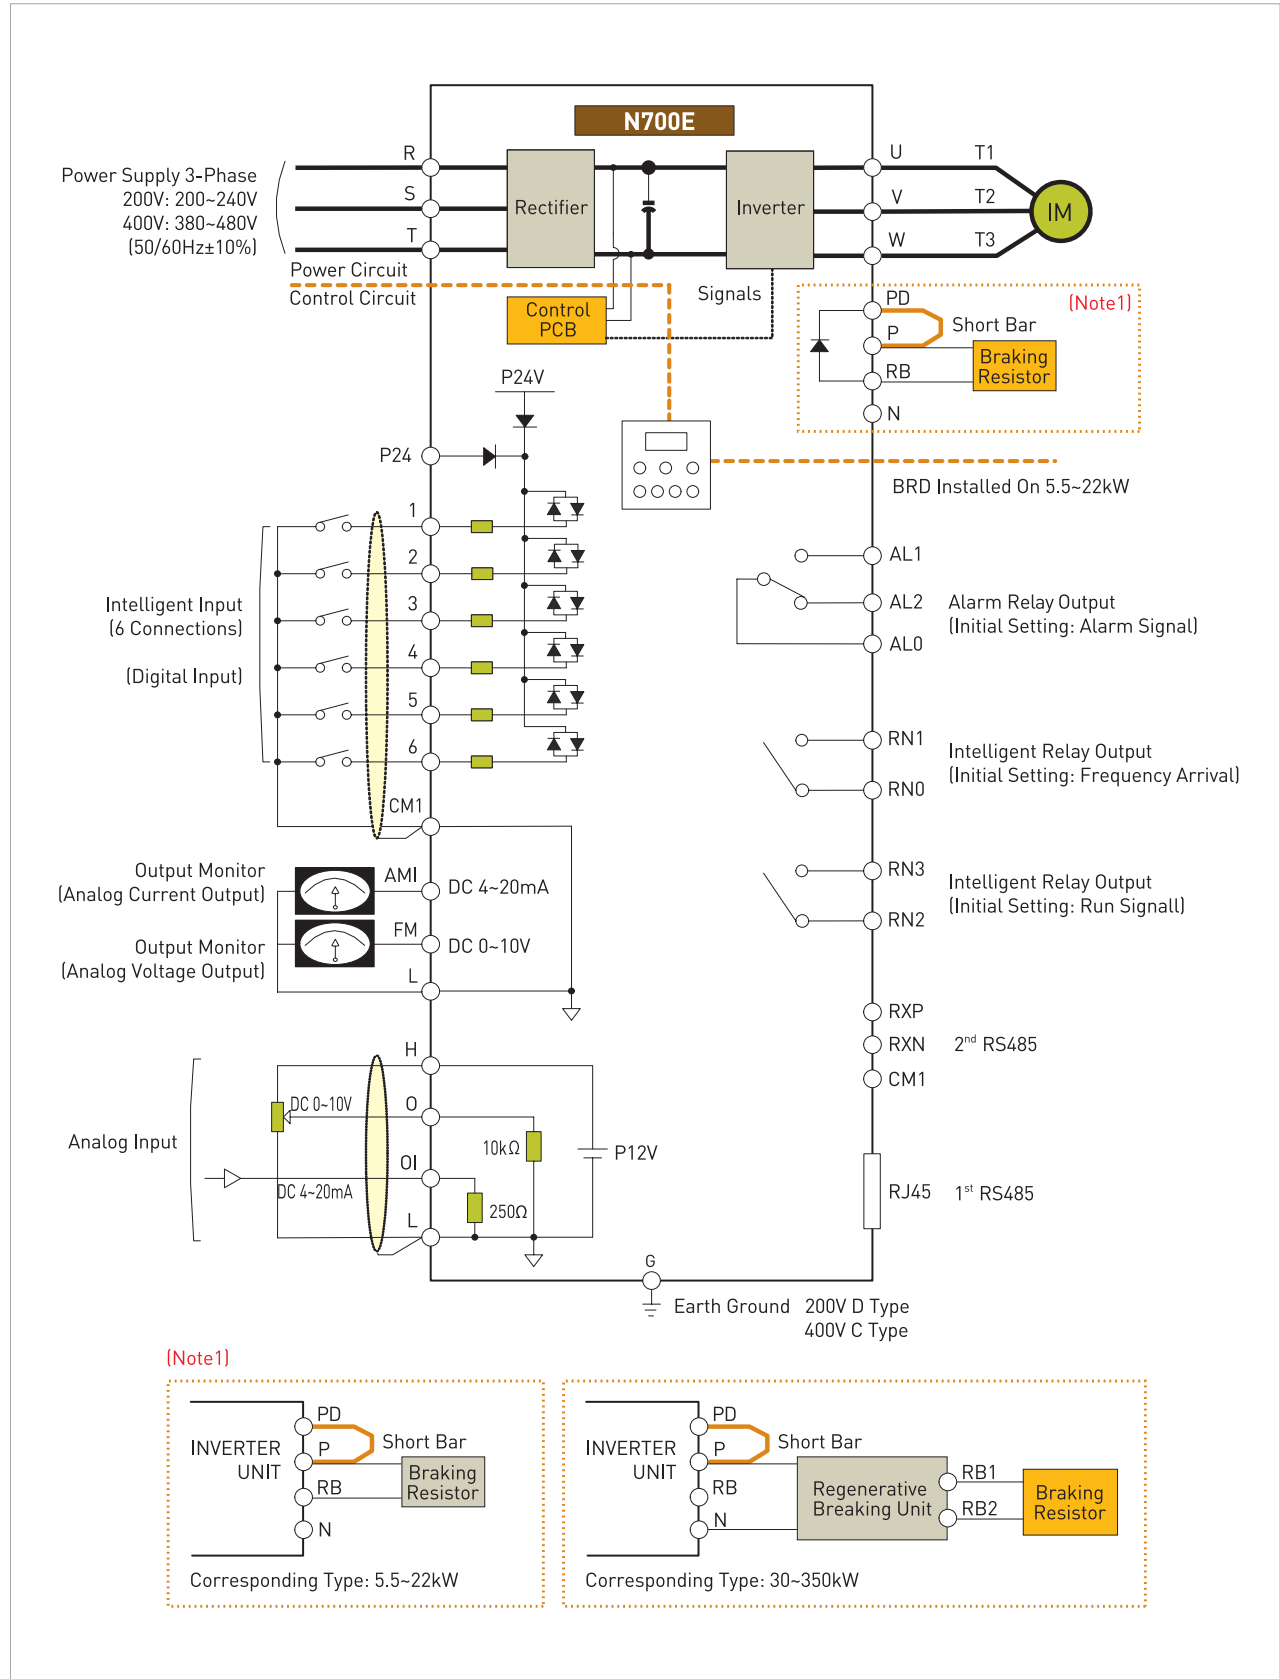 N700E
Power Supply 3-Phase
200V: 200~240V
400V: 380~480V
(50/60Hz±10%)
R
S
T
Rectifier
Inverter
U
V
W
T1
T2
T3
IM
Power Circuit
Control Circuit
Control
PCB
Signals
PD
P
RB
N
Short Bar
(Note1)
Braking
Resistor
BRD Installed On 5.5~22kW
P24V
P24
1
2
3
4
5
6
CM1
Intelligent Input
(6 Connections)
(Digital Input)
AL1
AL2
AL0
Alarm Relay Output
(Initial Setting: Alarm Signal)
RN1
RN0
Intelligent Relay Output
(Initial Setting: Frequency Arrival)
RN3
RN2
Intelligent Relay Output
(Initial Setting: Run Signall)
Output Monitor
(Analog Current Output)
AMI
DC 4~20mA
Output Monitor
(Analog Voltage Output)
FM
DC 0~10V
L
RXP
RXN
CM1
2nd RS485
Analog Input
H
O
OI
L
DC 0~10V
DC 4~20mA
10kΩ
250Ω
P12V
RJ45
1st RS485
G
Earth Ground
200V D Type
400V C Type
(Note1)
INVERTER
UNIT
PD
P
RB
N
Short Bar
Braking
Resistor
Corresponding Type: 5.5~22kW
INVERTER
UNIT
PD
P
RB
N
Short Bar
Regenerative
Breaking Unit
RB1
RB2
Braking
Resistor
Corresponding Type: 30~350kW